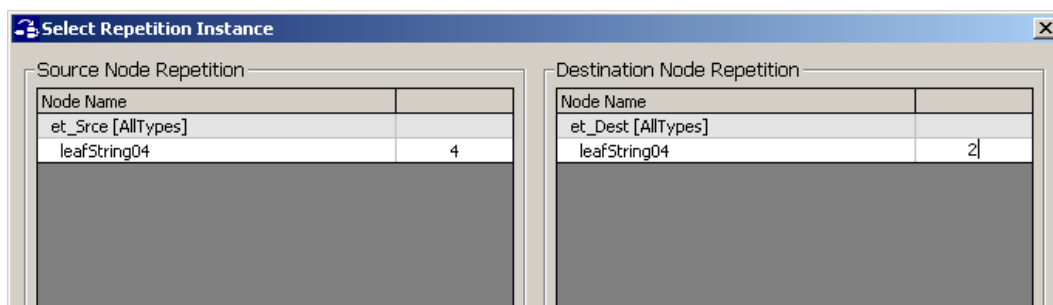 Select Repetition Instance
Source Node Repetition
Node Name
et_Srce [AllTypes]
leafString04 4
Destination Node Repetition
Node Name
et_Dest [AllTypes]
leafString04 2